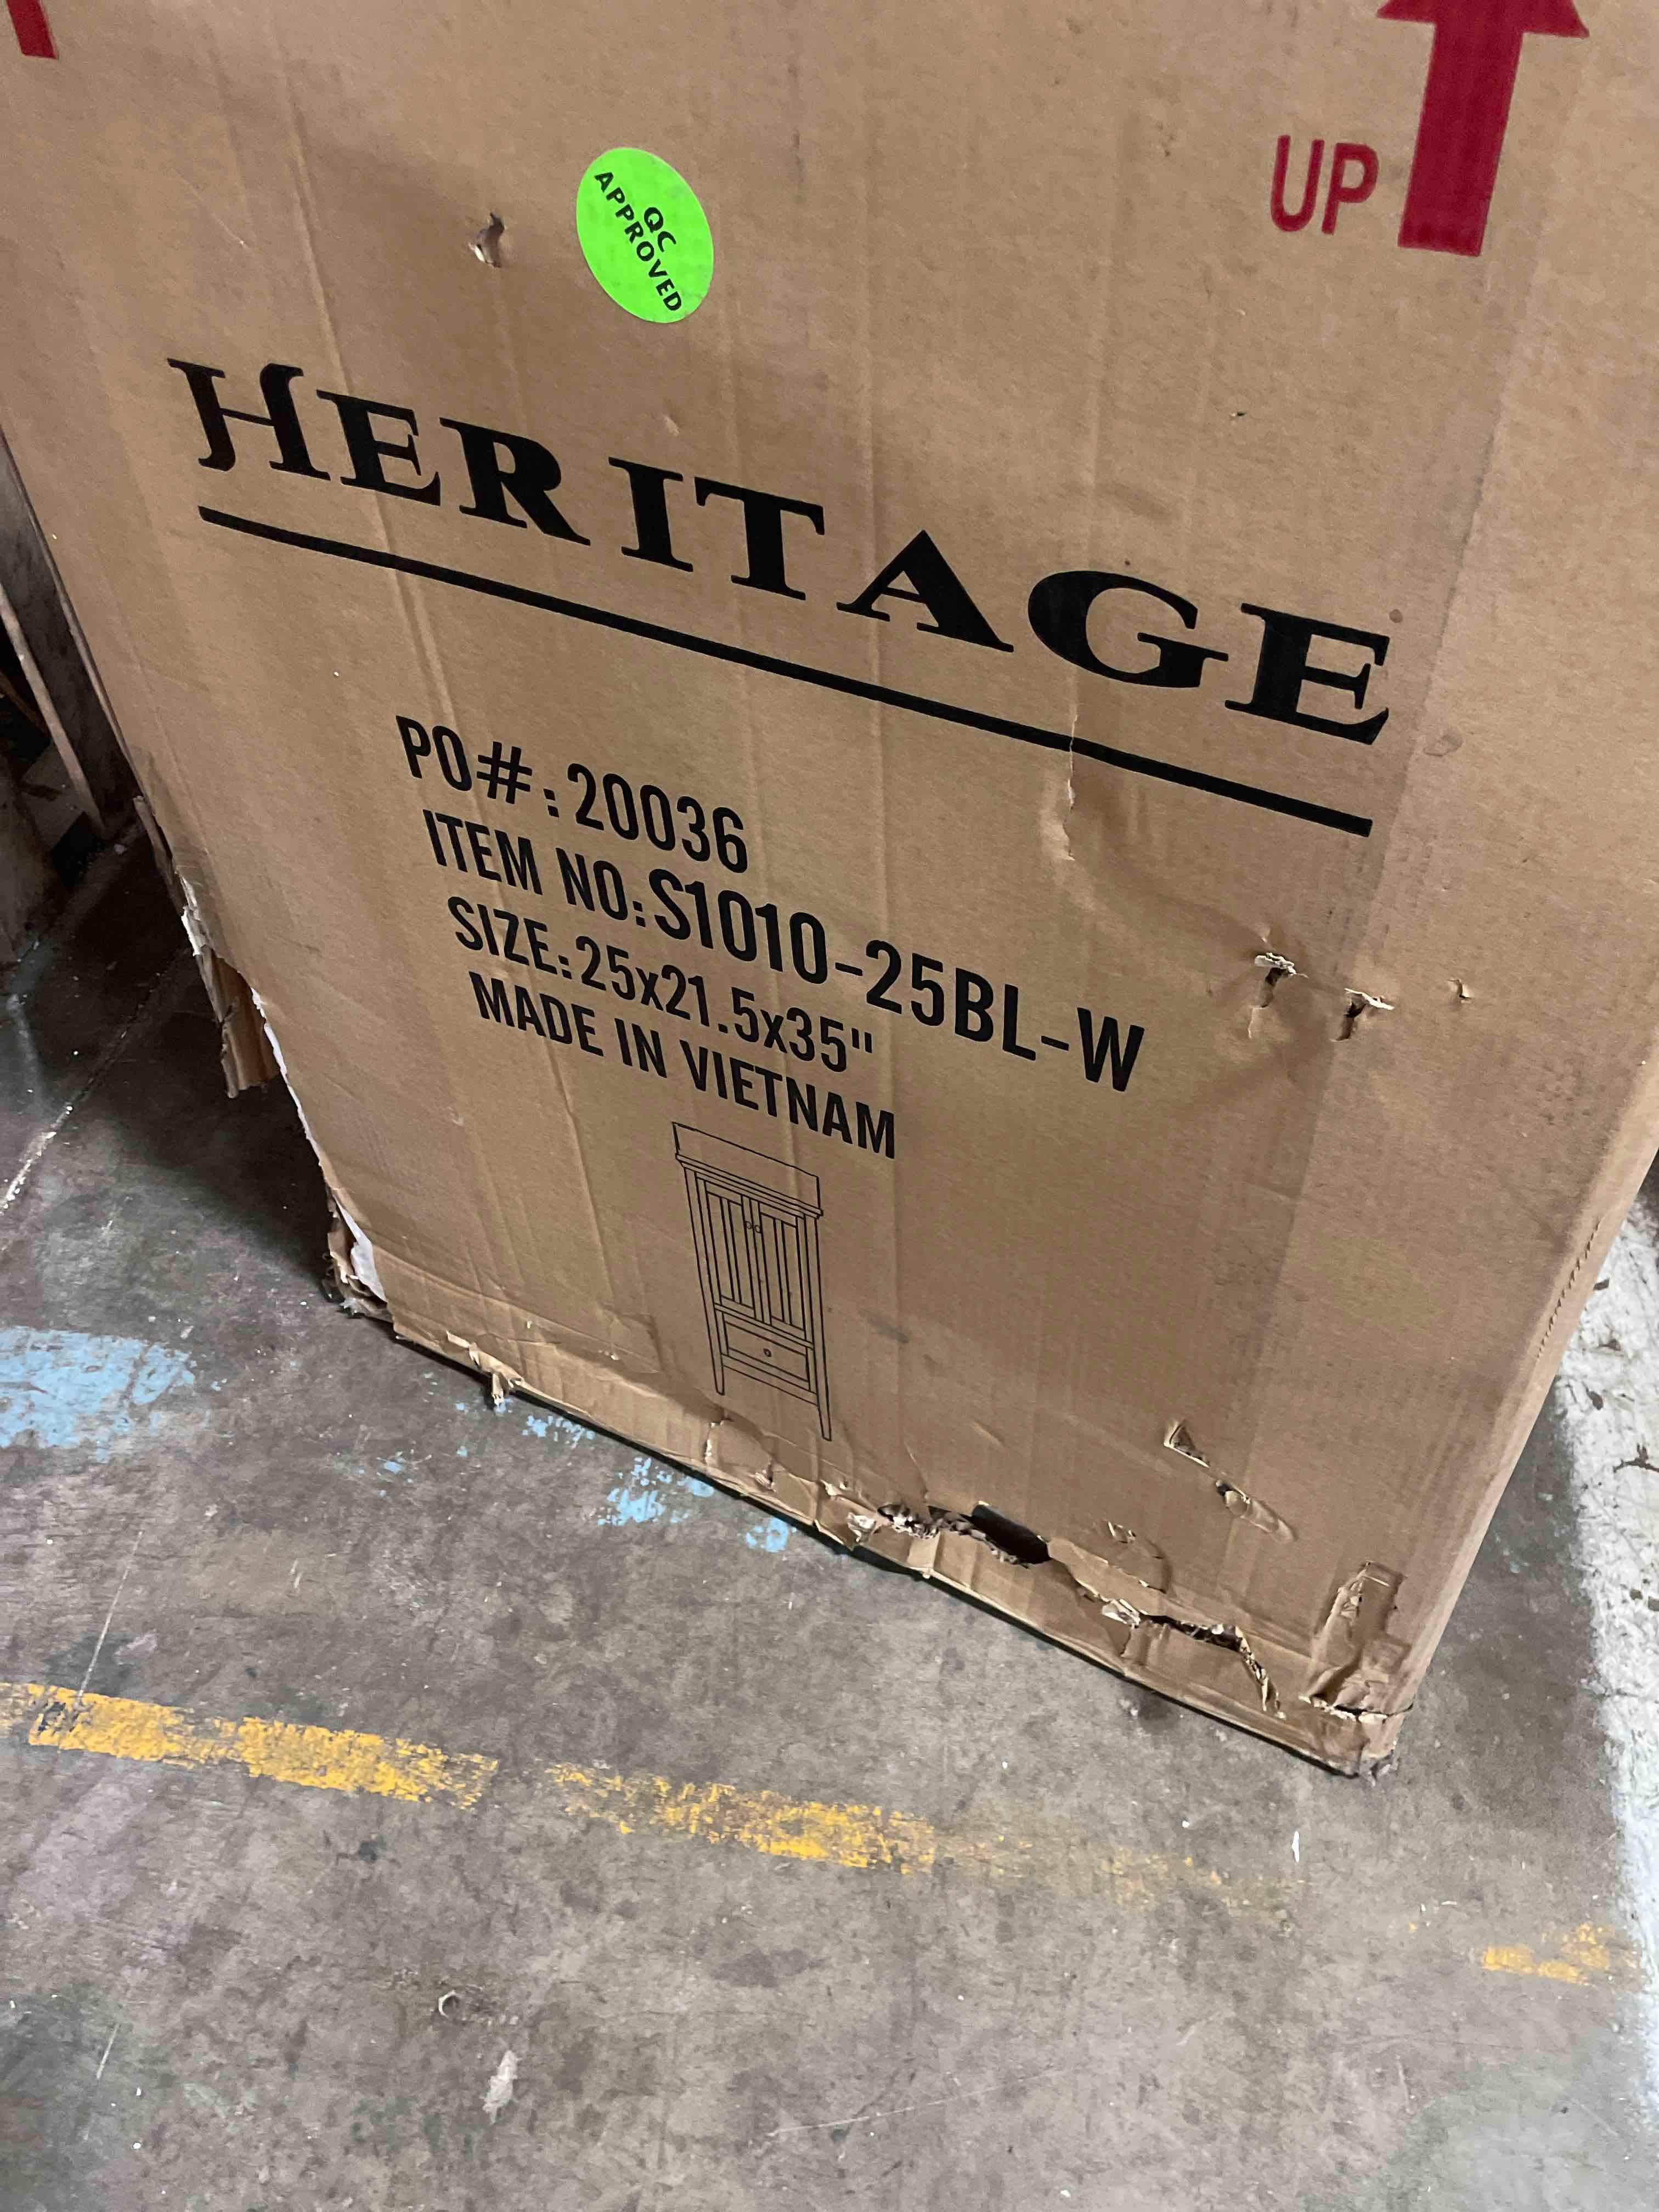 UP
QC
APPROVED
HERITAGE
PO#:20036
ITEM NO:S1010-25BL-W
SIZE:25x21.5x35"
MADE IN VIETNAM